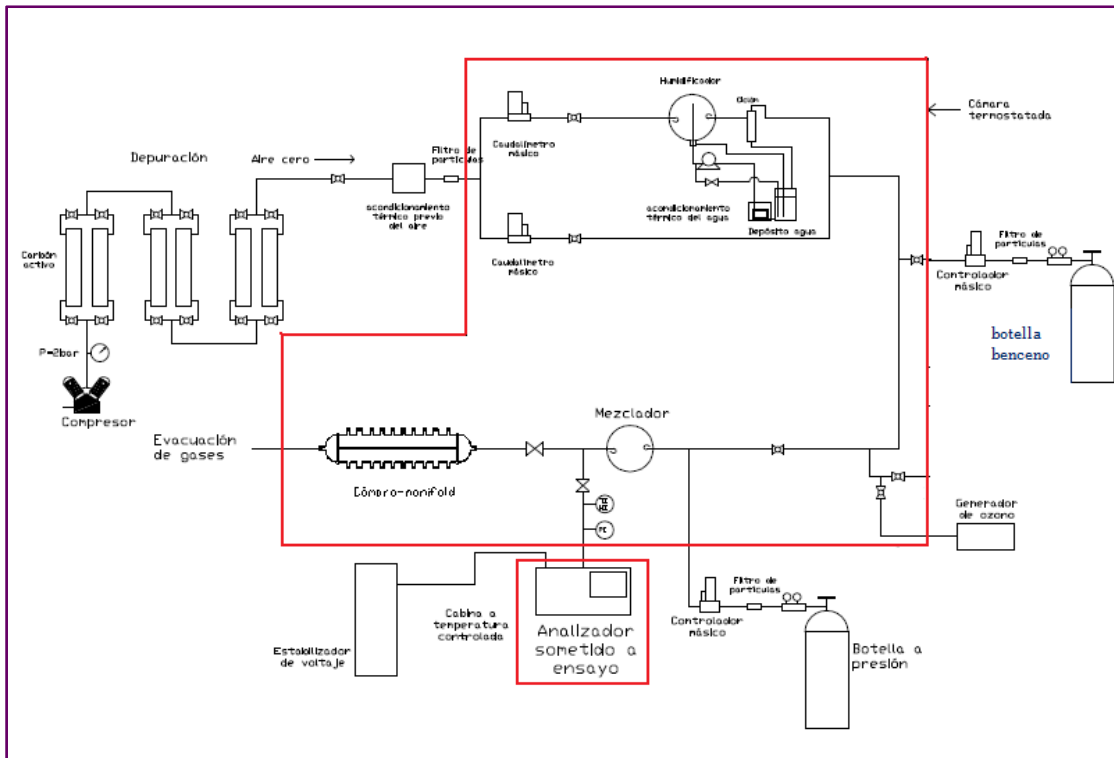 Humidificador
Ciclón
Cámara
termostatada
Caudalímetro
másico
Depuración
Aire cero
Filtro de
partículas
acondicionamiento
térmico previo
del aire
acondicionamiento
térmico del agua
Depósito agua
Carbón
activo
Caudalímetro
másico
Filtro de
partículas
Controlador
másico
P=2bar
botella
benceno
Compresor
Mezclador
Evacuación
de gases
Generador
de ozono
PC
Filtro de
partículas
Cabina a
temperatura
controlada
Controlador
másico
Analizador
sometido a
ensayo
Estabilizador
de voltaje
Botella a
presión